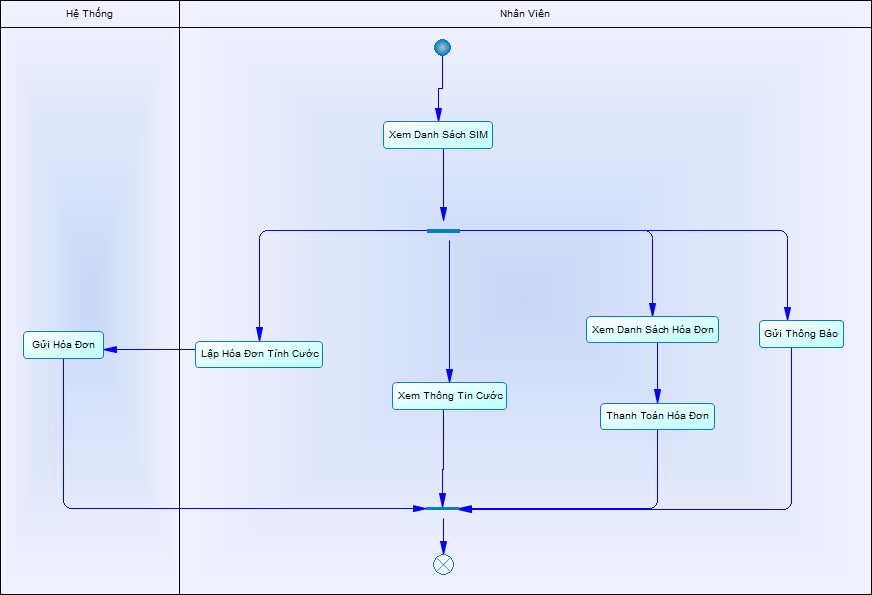 Hệ Thống
Nhân Viên
Xem Danh Sách SIM
Gửi Hóa Đơn
Lập Hóa Đơn Tính Cước
Xem Thông Tin Cước
Xem Danh Sách Hóa Đơn
Thanh Toán Hóa Đơn
Gửi Thông Báo